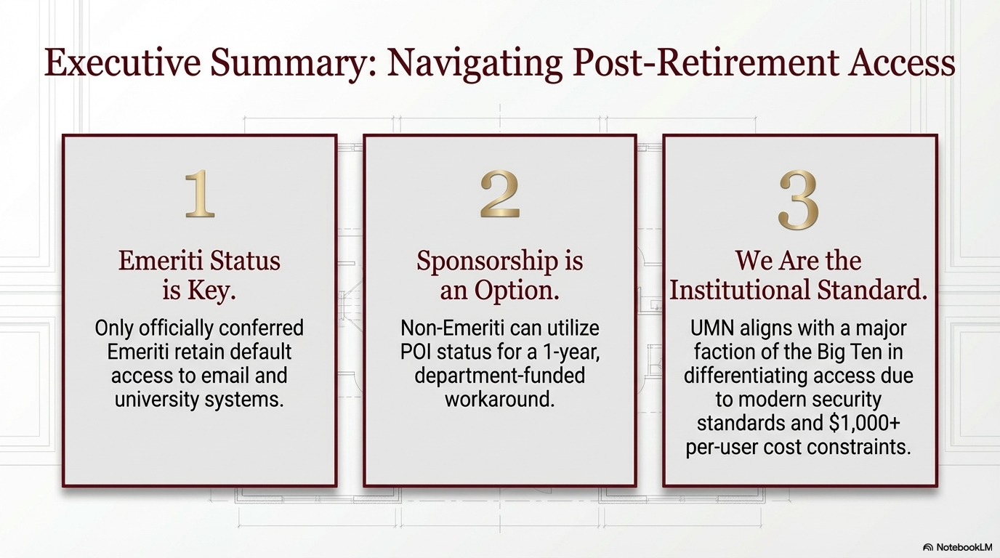 Executive Summary: Navigating Post-Retirement Access
1
Emeriti Status
is Key.
Only officially conferred
Emeriti retain default
access to email and
university systems.
2
Sponsorship is
an Option.
Non-Emeriti can utilize
POI status for a 1-year,
department-funded
workaround.
3
We Are the
Institutional Standard.
UMN aligns with a major
faction of the Big Ten in
differentiating access due
to modern security
standards and $1,000+
per-user cost constraints.
NotebookLM